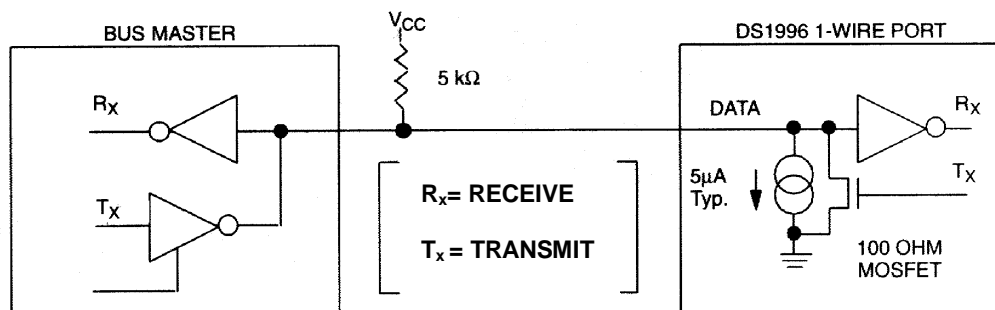 BUS MASTER
VCC
DS1996 1-WIRE PORT
5 kΩ
RX
DATA
RX
TX
RX= RECEIVE
Tx = TRANSMIT
5μA
Typ.
TX
100 OHM
MOSFET